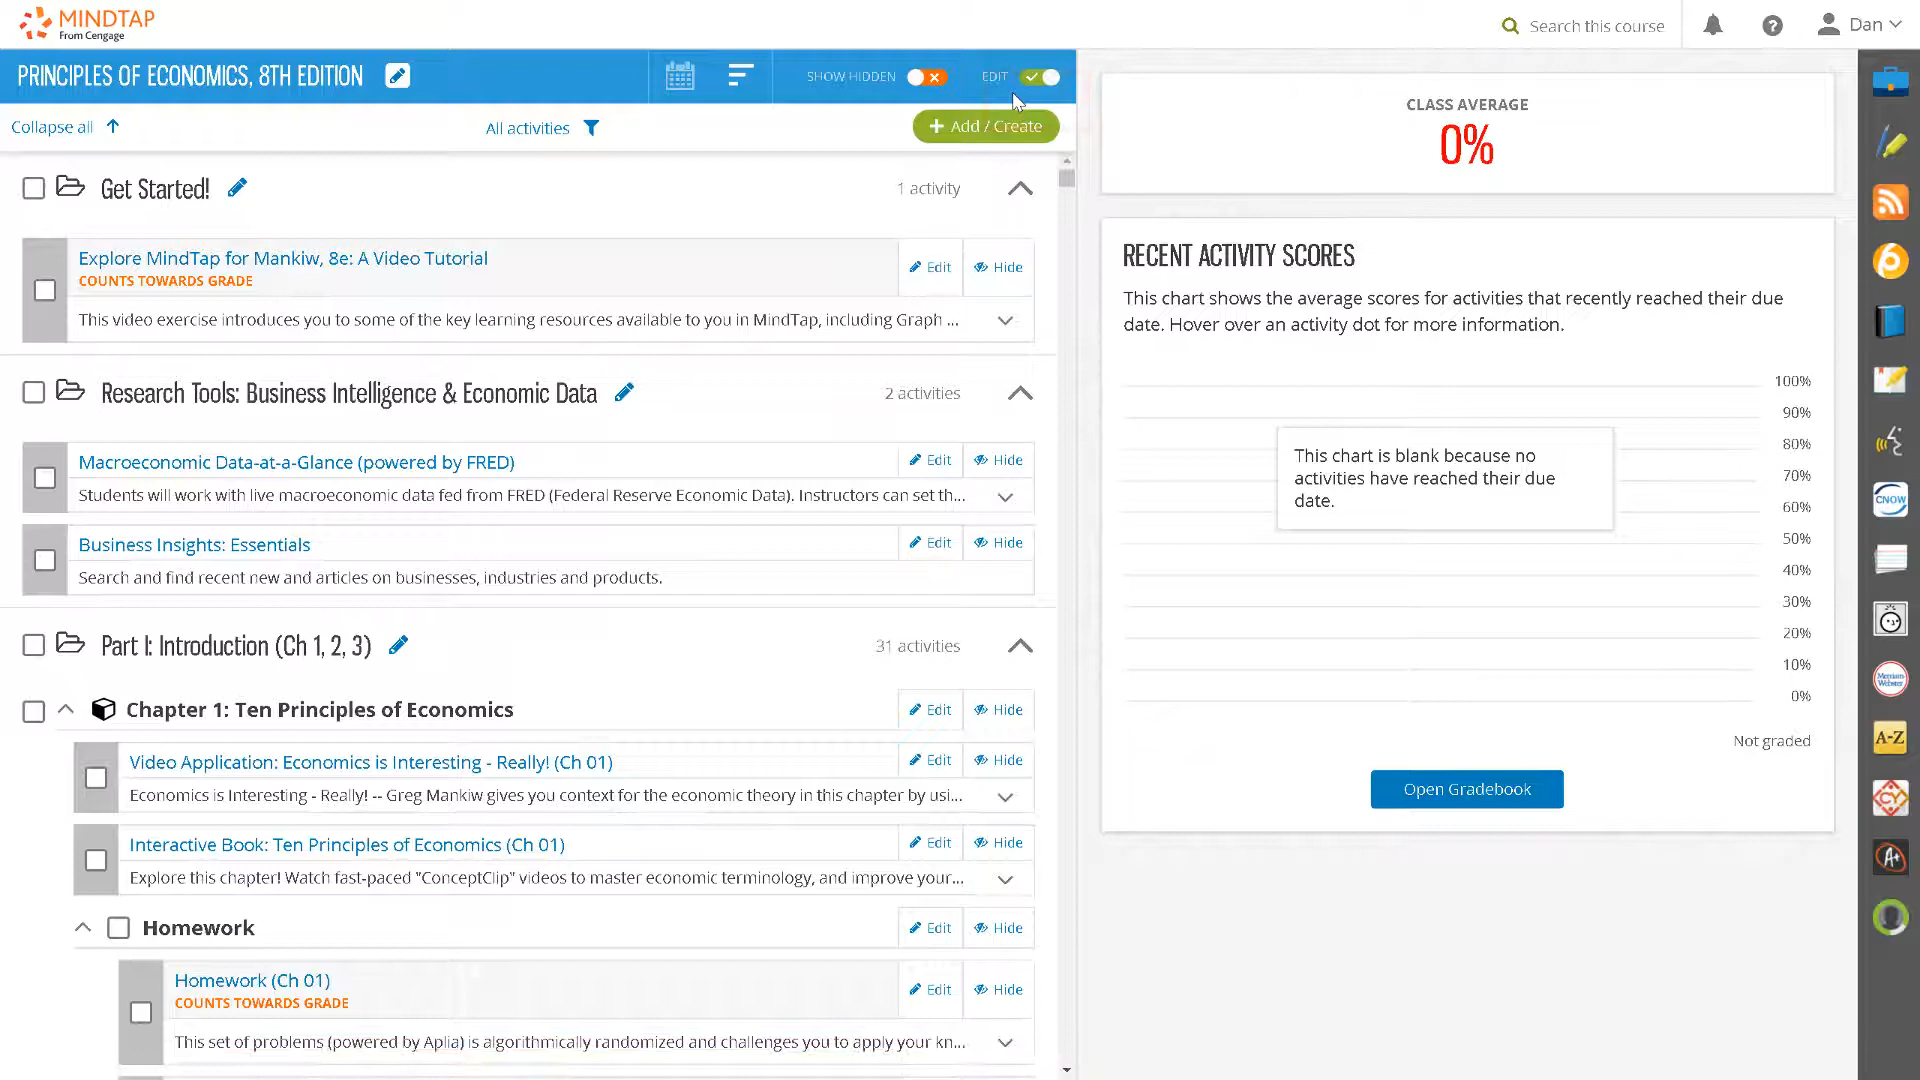 MINDTAP
From Cengage
Search this course
Dan
PRINCIPLES OF ECONOMICS, 8TH EDITION
SHOW HIDDEN
EDIT
Collapse all
All activities
+ Add / Create
Get Started!
1 activity
Explore MindTap for Mankiw, 8e: A Video Tutorial
COUNTS TOWARDS GRADE
Edit
Hide
This video exercise introduces you to some of the key learning resources available to you in MindTap, including Graph ...
Research Tools: Business Intelligence & Economic Data
2 activities
Macroeconomic Data-at-a-Glance (powered by FRED)
Edit
Hide
Students will work with live macroeconomic data fed from FRED (Federal Reserve Economic Data). Instructors can set th...
Business Insights: Essentials
Edit
Hide
Search and find recent new and articles on businesses, industries and products.
Part I: Introduction (Ch 1, 2, 3)
31 activities
Chapter 1: Ten Principles of Economics
Edit
Hide
Video Application: Economics is Interesting - Really! (Ch 01)
Edit
Hide
Economics is Interesting - Really! -- Greg Mankiw gives you context for the economic theory in this chapter by usi...
Interactive Book: Ten Principles of Economics (Ch 01)
Edit
Hide
Explore this chapter! Watch fast-paced "ConceptClip" videos to master economic terminology, and improve your...
Homework
Edit
Hide
Homework (Ch 01)
COUNTS TOWARDS GRADE
Edit
Hide
This set of problems (powered by Aplia) is algorithmically randomized and challenges you to apply your kn...
CLASS AVERAGE
0%
RECENT ACTIVITY SCORES
This chart shows the average scores for activities that recently reached their due
date. Hover over an activity dot for more information.
100%
90%
80%
70%
60%
50%
40%
30%
20%
10%
0%
This chart is blank because no
activities have reached their due
date.
Not graded
Open Gradebook
CNOW
Merriam-
Webster
A-Z
CY
A+